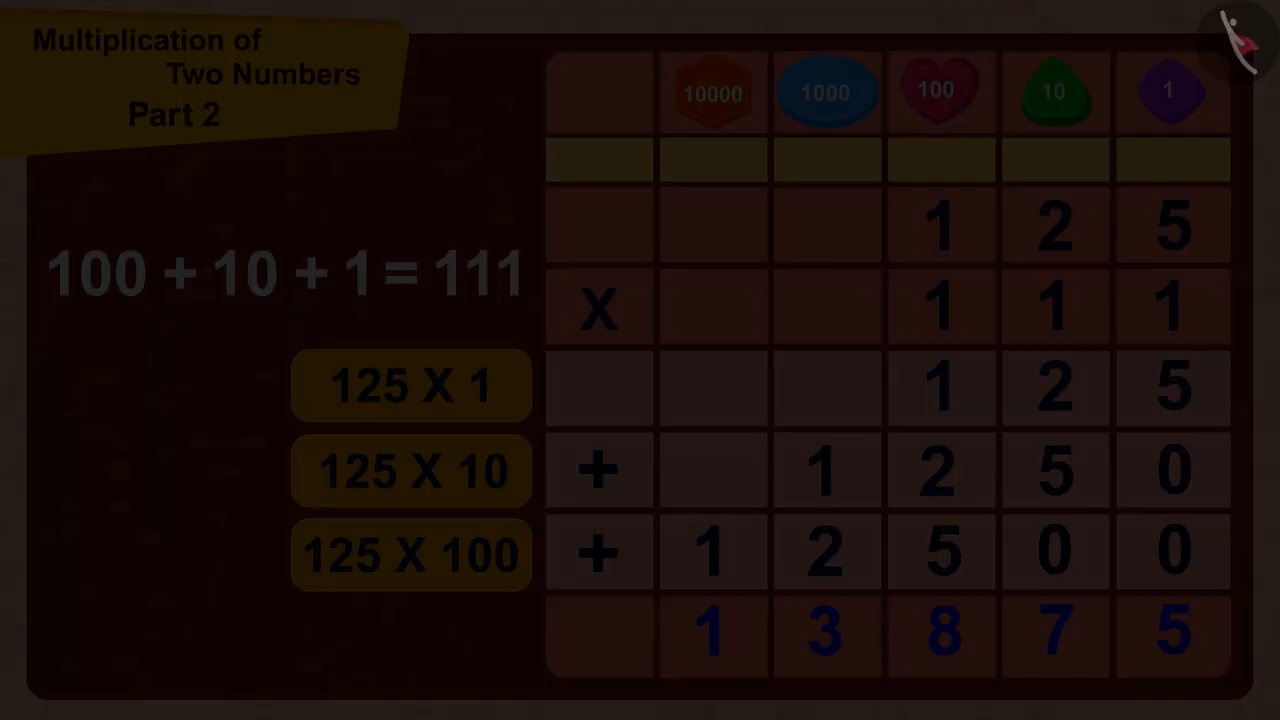 Multiplication of
Two Numbers
Part 2
10000 1000 100 10 1
1 2 5
X 1 1 1
100 + 10 + 1 = 111
125 X 1
1 2 5
125 X 10
+ 1 2 5 0
125 X 100
+ 1 2 5 0 0
1 3 8 7 5